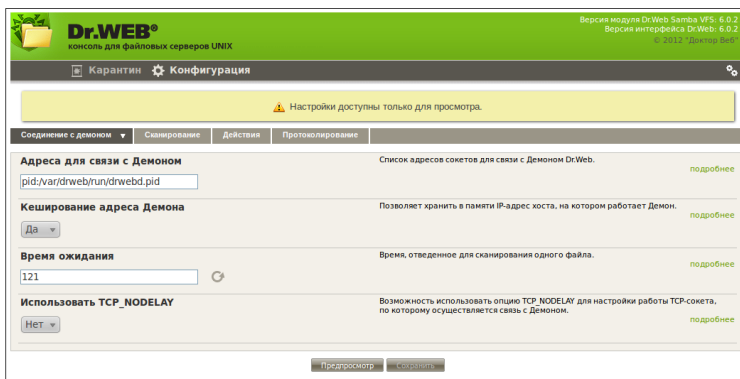 Dr.WEB®
консоль для файловых серверов UNIX
Версия модуля Dr.Web Samba VFS: 6.0.2
Версия интерфейса Dr.Web: 6.0.2
© 2012 "Доктор Веб"
Карантин Конфигурация
Настройки доступны только для просмотра.
Соединение с демоном Сканирование Действия Протоколирование
Адреса для связи с Демоном
Список адресов сокетов для связи с Демоном Dr.Web.
подробнее
pid:/var/drweb/run/drwebd.pid
Кеширование адреса Демона
Позволяет хранить в памяти IP-адрес хоста, на котором работает Демон.
подробнее
Да
Время ожидания
Время, отведенное для сканирования одного файла.
подробнее
121
Использовать TCP_NODELAY
Возможность использовать опцию TCP_NODELAY для настройки работы TCP-сокета,
по которому осуществляется связь с Демоном.
подробнее
Нет
Предпросмотр Сохранить